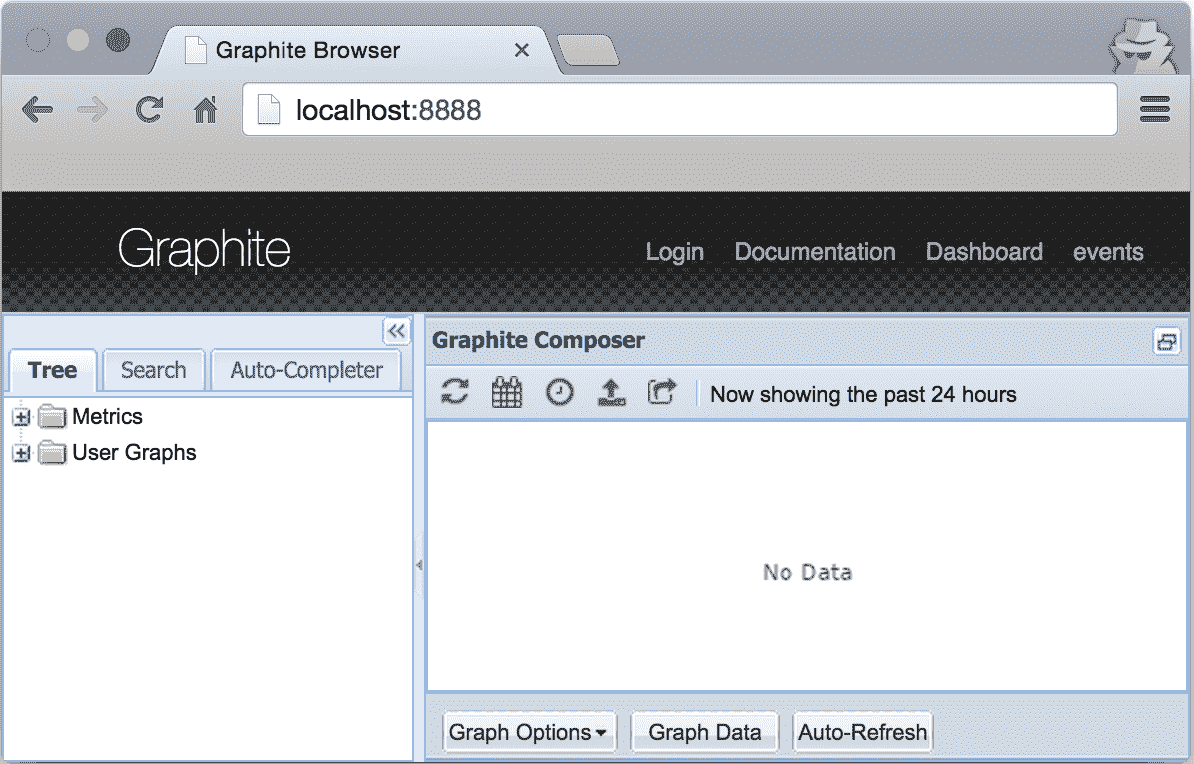 Graphite Browser
localhost:8888
Graphite
Login Documentation Dashboard events
Tree Search Auto-Completer
Metrics
User Graphs
Graphite Composer
Now showing the past 24 hours
No Data
Graph Options Graph Data Auto-Refresh